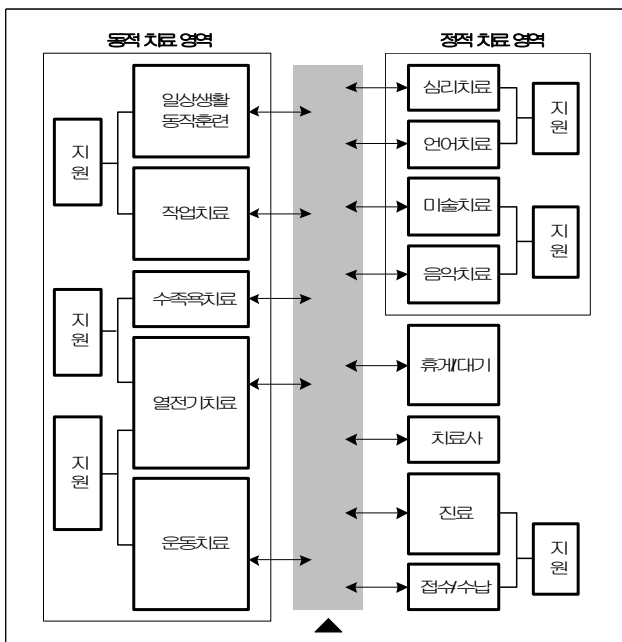 동적 치료 영역
정적 치료 영역
일상생활
동작훈련
지
원
작업치료
수족욕치료
지
원
열전기치료
지
원
운동치료
심리치료
지
원
언어치료
미술치료
지
원
음악치료
휴게/대기
치료사
진료
지
원
접수/수납